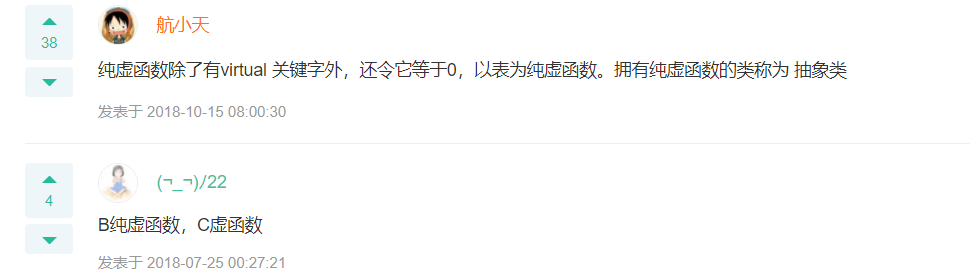 38
航小天
纯虚函数除了有virtual 关键字外，还令它等于0，以表为纯虚函数。拥有纯虚函数的类称为 抽象类
发表于 2018-10-15 08:00:30
4
(¬_¬)/22
B纯虚函数，C虚函数
发表于 2018-07-25 00:27:21